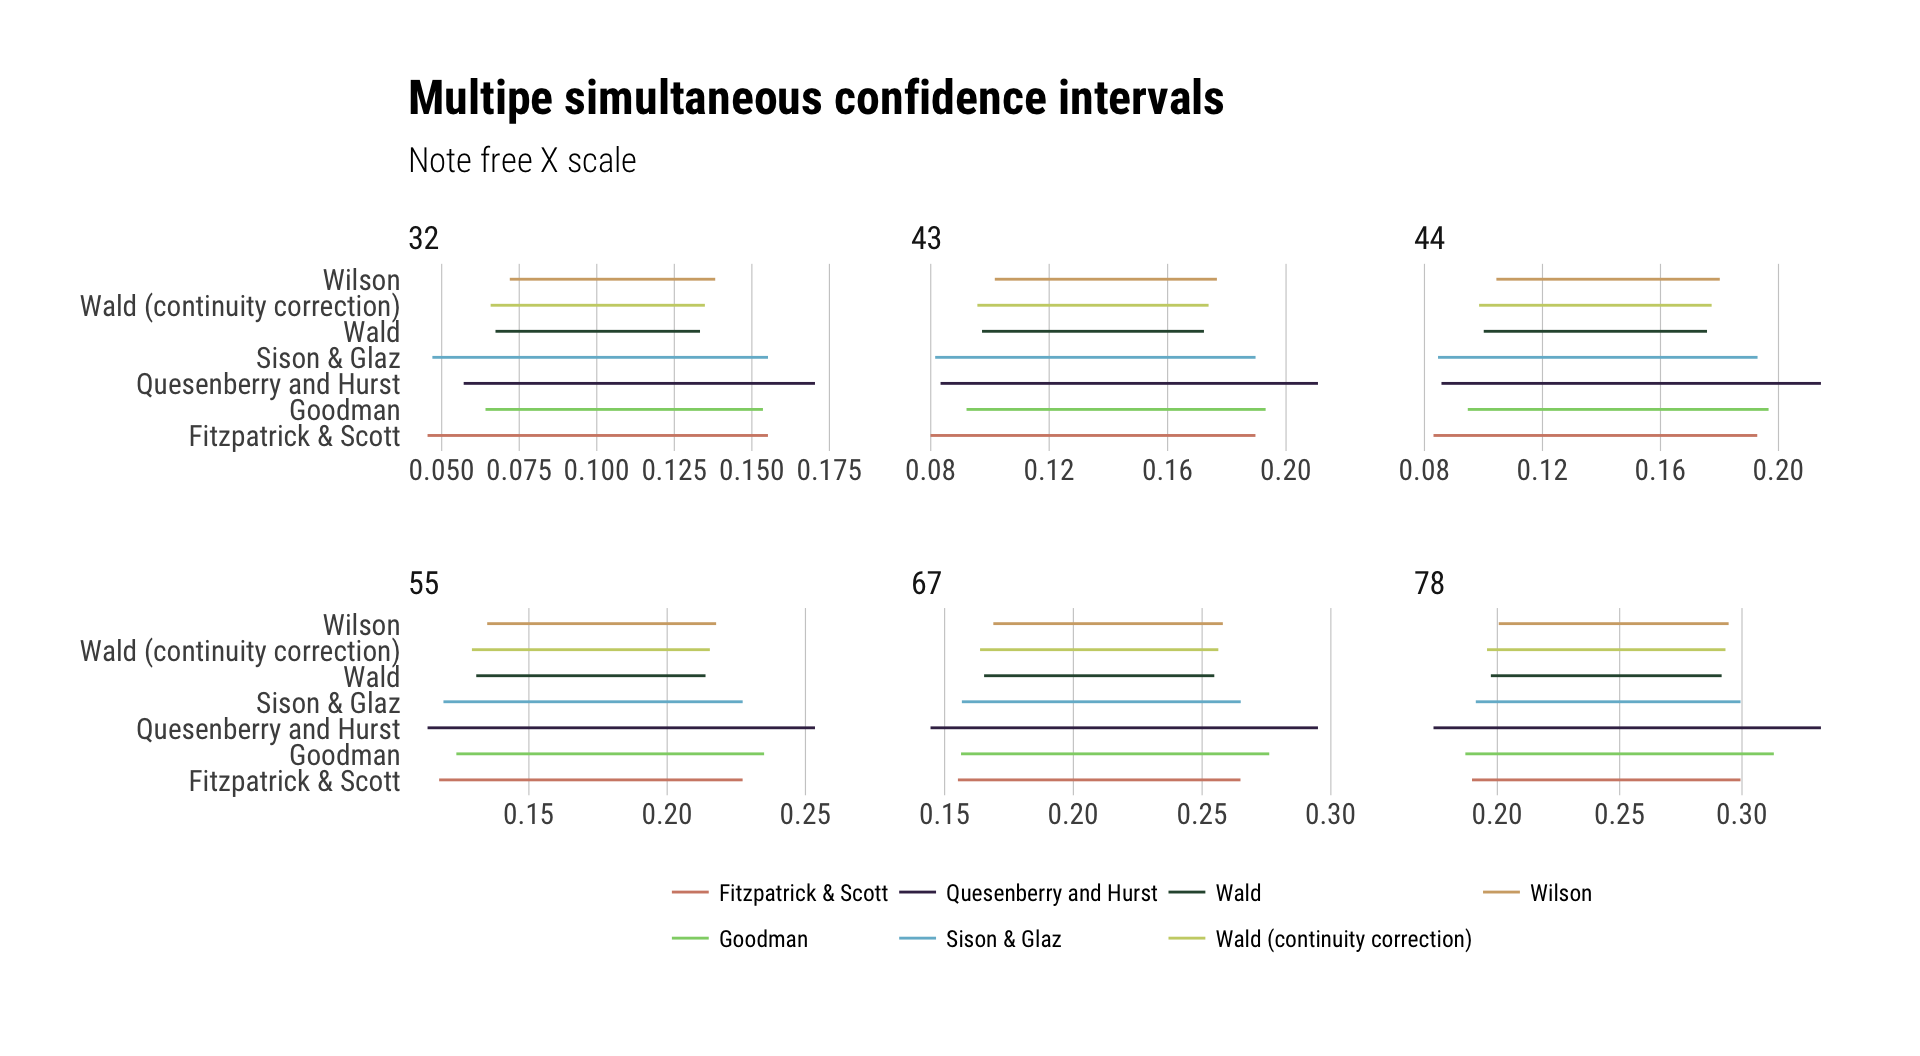 Multipe simultaneous confidence intervals
Note free X scale
32
43
44
Wilson
Wald (continuity correction)
Wald
Sison & Glaz
Quesenberry and Hurst
Goodman
Fitzpatrick & Scott
0.050 0.075 0.100 0.125 0.150 0.175
0.08 0.12 0.16 0.20
0.08 0.12 0.16 0.20
55
67
78
Wilson
Wald (continuity correction)
Wald
Sison & Glaz
Quesenberry and Hurst
Goodman
Fitzpatrick & Scott
0.15 0.20 0.25
0.15 0.20 0.25 0.30
0.20 0.25 0.30
Fitzpatrick & Scott Quesenberry and Hurst Wald Wilson
Goodman Sison & Glaz Wald (continuity correction)